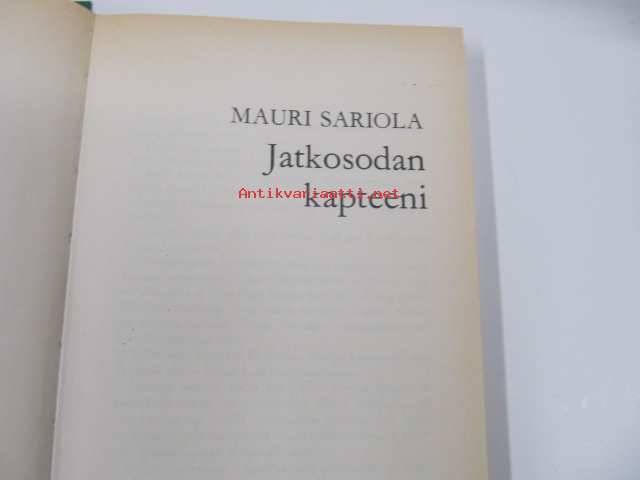 MAURI SARIOLA
Jatkosodan
Antikvariaatti.net
kapteeni